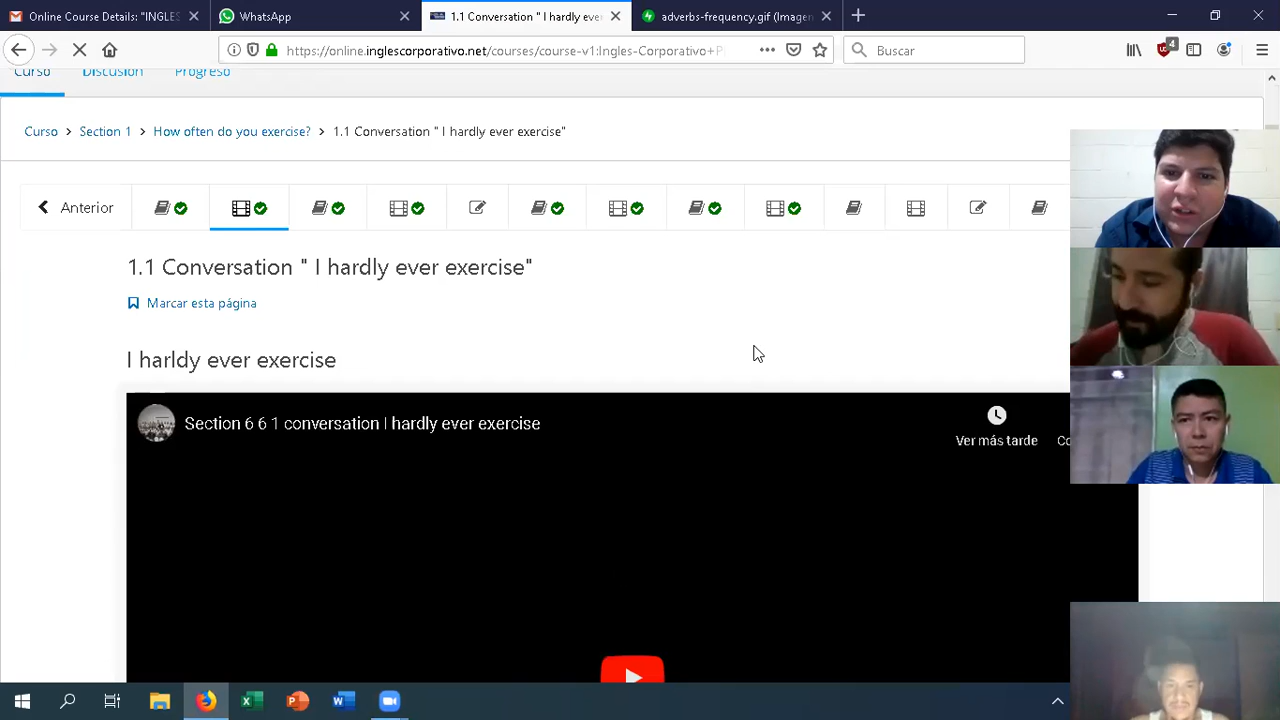 Online Course Details: "INGLES
WhatsApp
1.1 Conversation " I hardly eve
adverbs-frequency.gif (Imagen
https://online.inglescorporativo.net/courses/course-v1:Ingles-Corporativo+P
Buscar
4
Curso Discusión Progreso
Curso > Section 1 > How often do you exercise? > 1.1 Conversation " I hardly ever exercise"
Anterior
1.1 Conversation " I hardly ever exercise"
Marcar esta página
I harldy ever exercise
Section 6 6 1 conversation I hardly ever exercise
Ver más tarde
Co